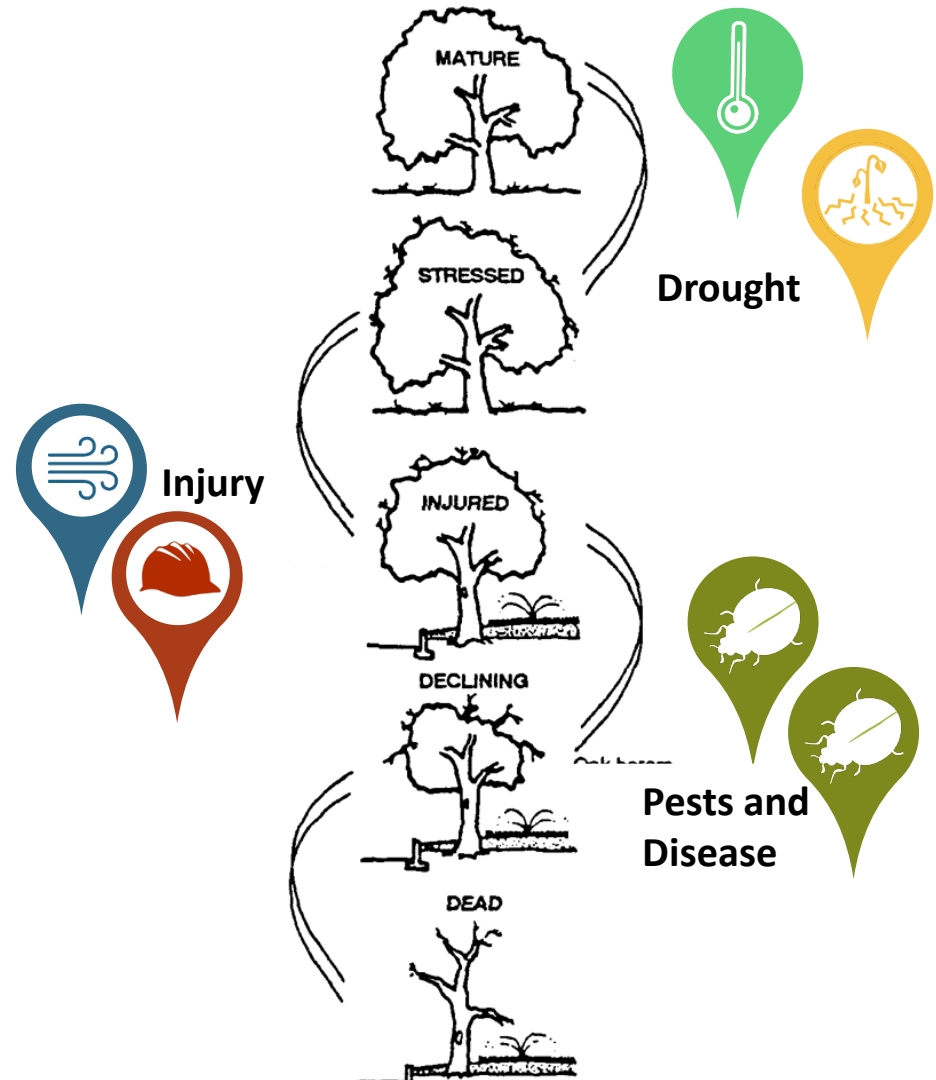 MATURE
STRESSED
Drought
Injury
INJURED
DECLINING
Pests and
Disease
DEAD